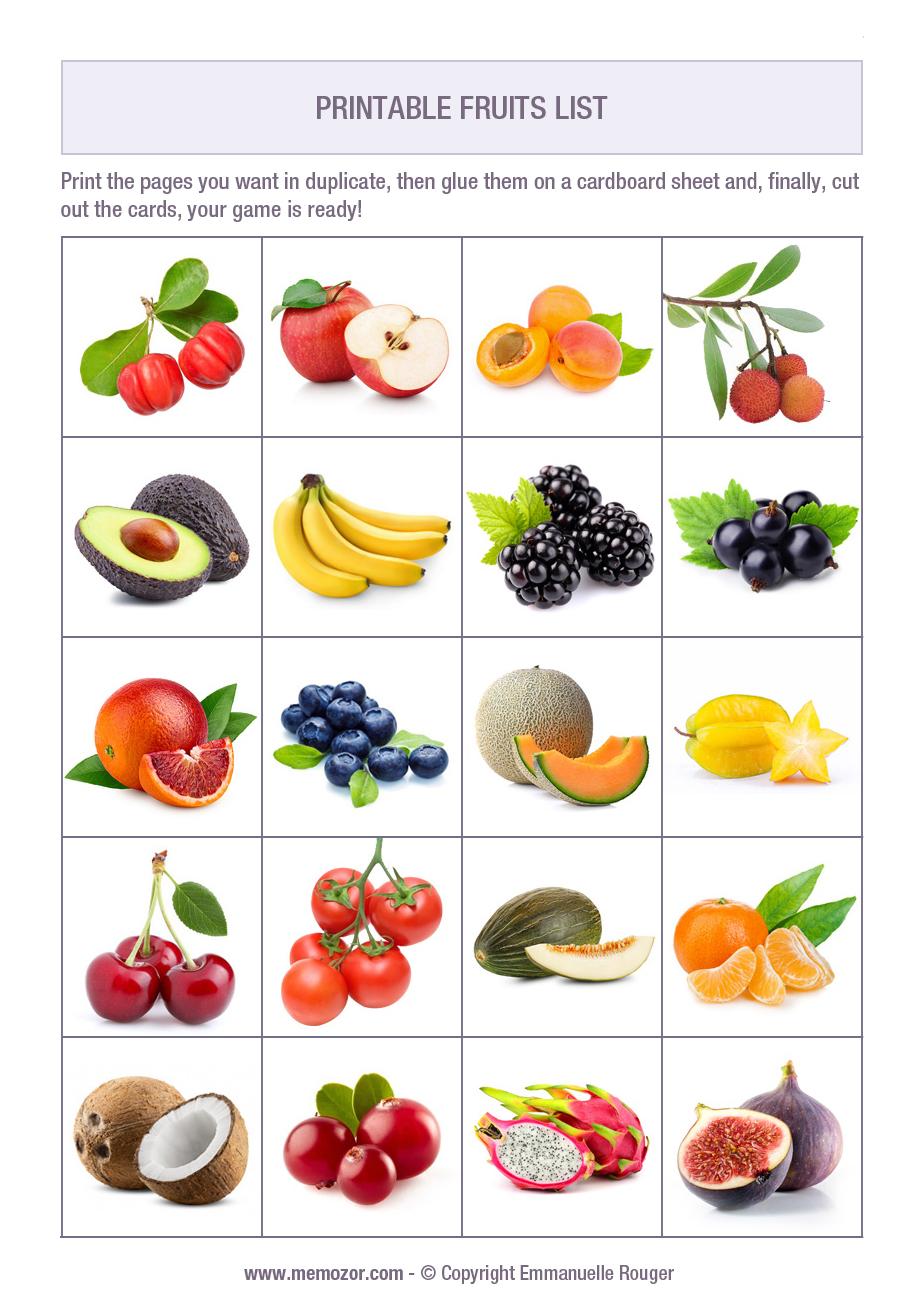 PRINTABLE FRUITS LIST
Print the pages you want in duplicate, then glue them on a cardboard sheet and, finally, cut
out the cards, your game is ready!
www.memozor.com - © Copyright Emmanuelle Rouger